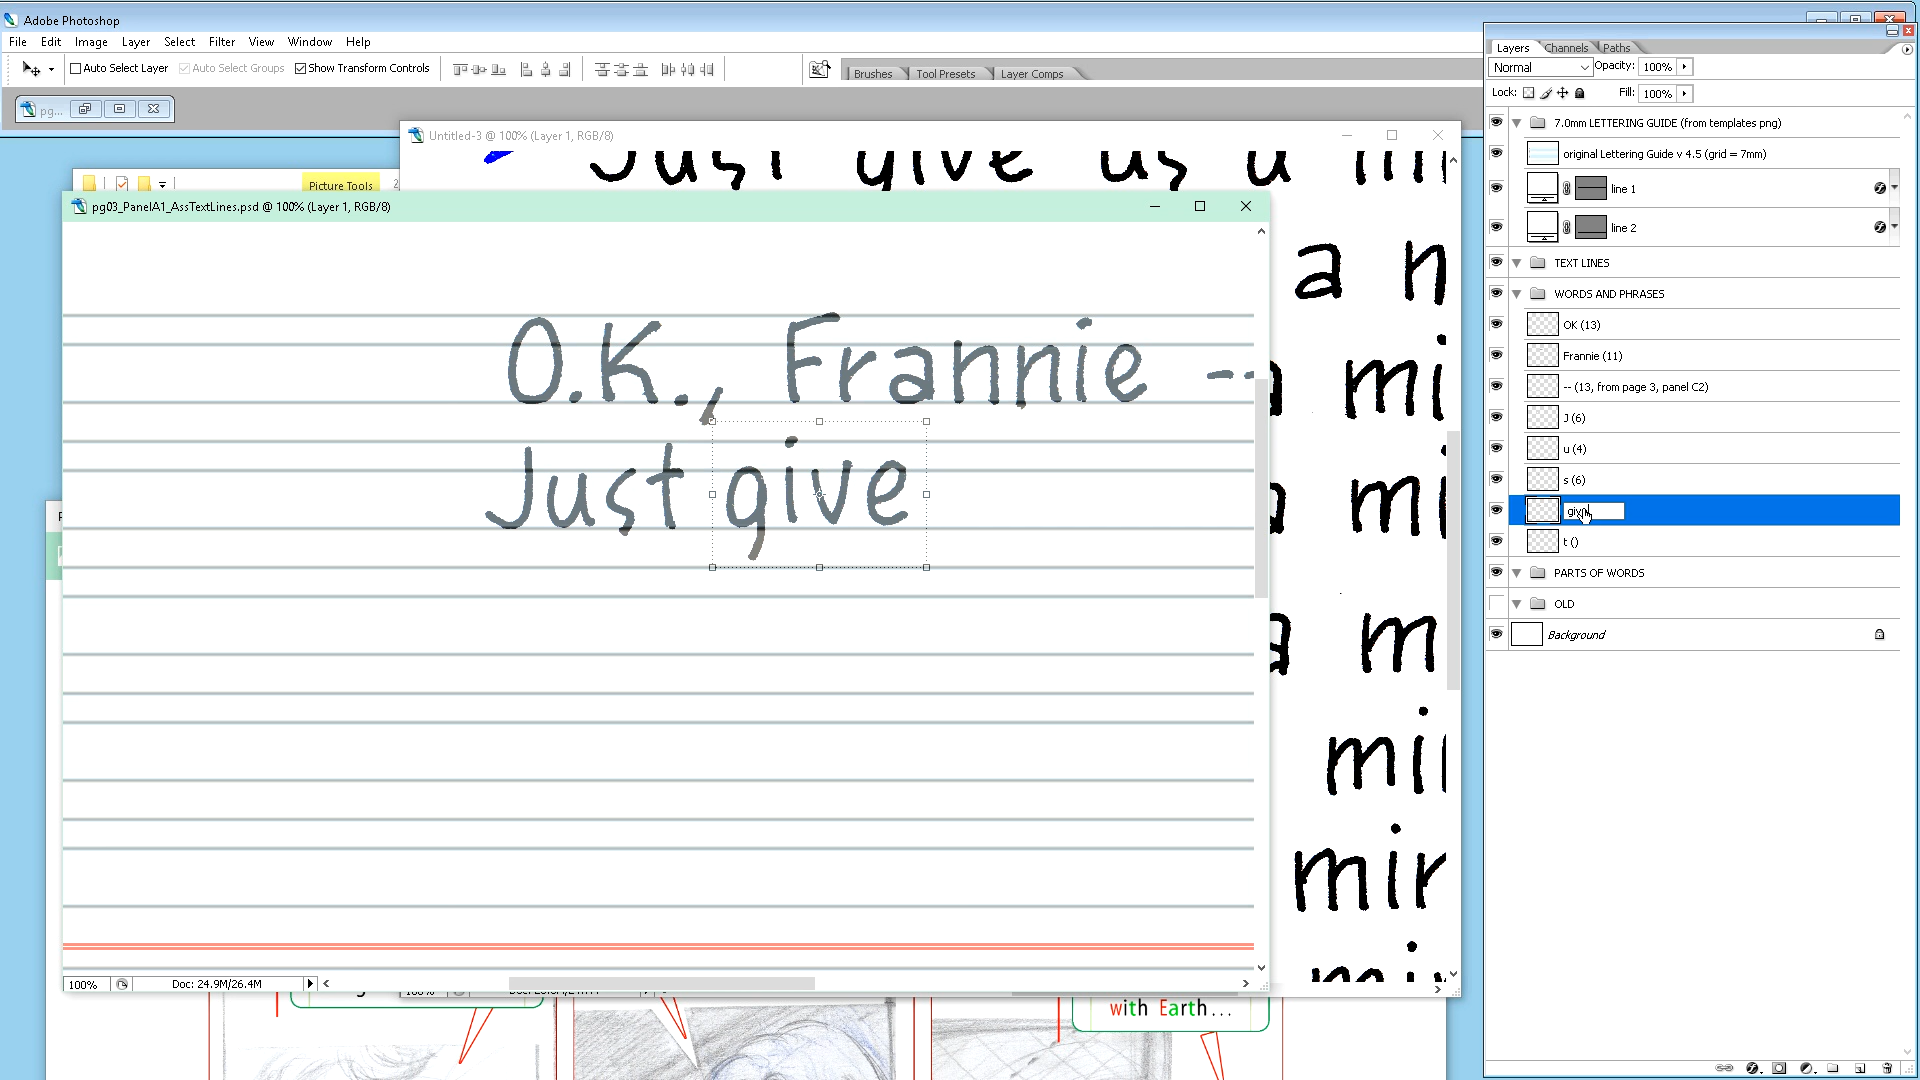 Adobe Photoshop
File Edit Image Layer Select Filter View Window Help
Auto Select Layer Auto Select Groups Show Transform Controls
Brushes Tool Presets Layer Comps
pg...
Untitled-3 @ 100% (Layer 1, RGB/8)
Just give us a
Picture Tools
pg03_PanelA1_AssTextLines.psd @ 100% (Layer 1, RGB/8)
O.K., Frannie --
Just give
a
100% Doc: 24.9M/26.4M
with Earth...
Layers Channels Paths
Normal Opacity: 100%
Lock: Fill: 100%
7.0mm LETTERING GUIDE (from templates png)
original Lettering Guide v 4.5 (grid = 7mm)
line 1
line 2
TEXT LINES
WORDS AND PHRASES
OK (13)
Frannie (11)
-- (13, from page 3, panel C2)
J (6)
u (4)
s (6)
t ()
PARTS OF WORDS
OLD
Background